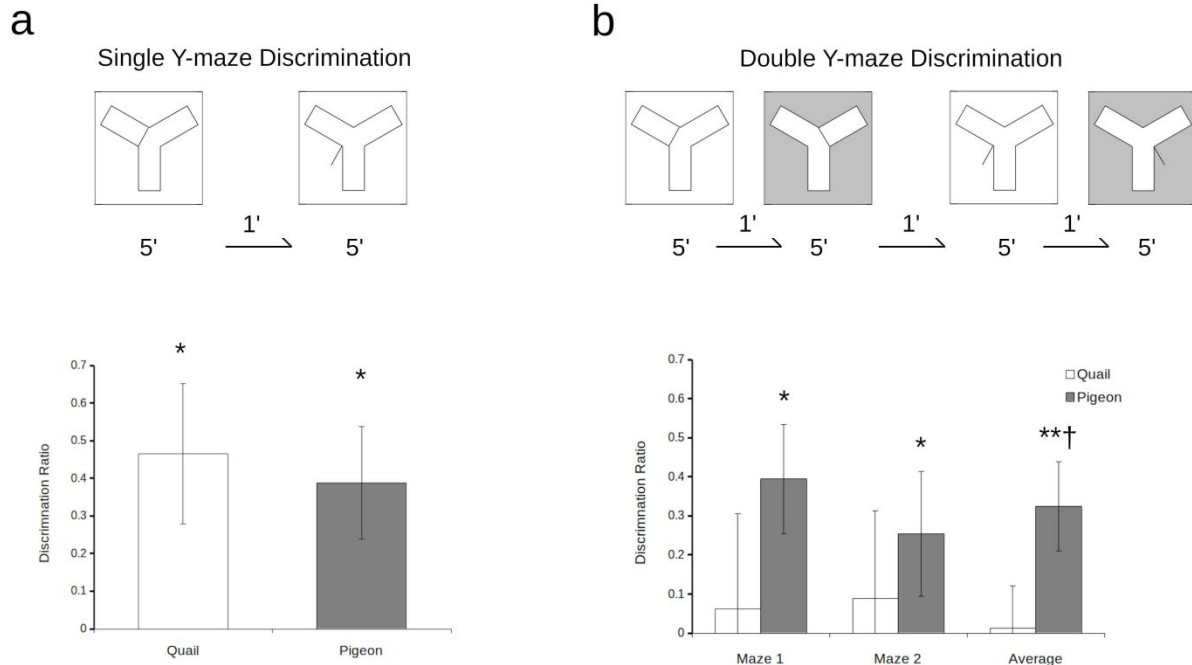 a
Single Y-maze Discrimination
1'
5' 5'
0.7
0.6
0.5
0.4
0.3
0.2
0.1
0
Discrimnation Ratio
* *
Quail Pigeon
b
Double Y-maze Discrimination
1' 1' 1'
5' 5' 5' 5'
0.7
0.6
0.5
0.4
0.3
0.2
0.1
0
Discrimnation Ratio
Quail
Pigeon
* * **†
Maze 1 Maze 2 Average